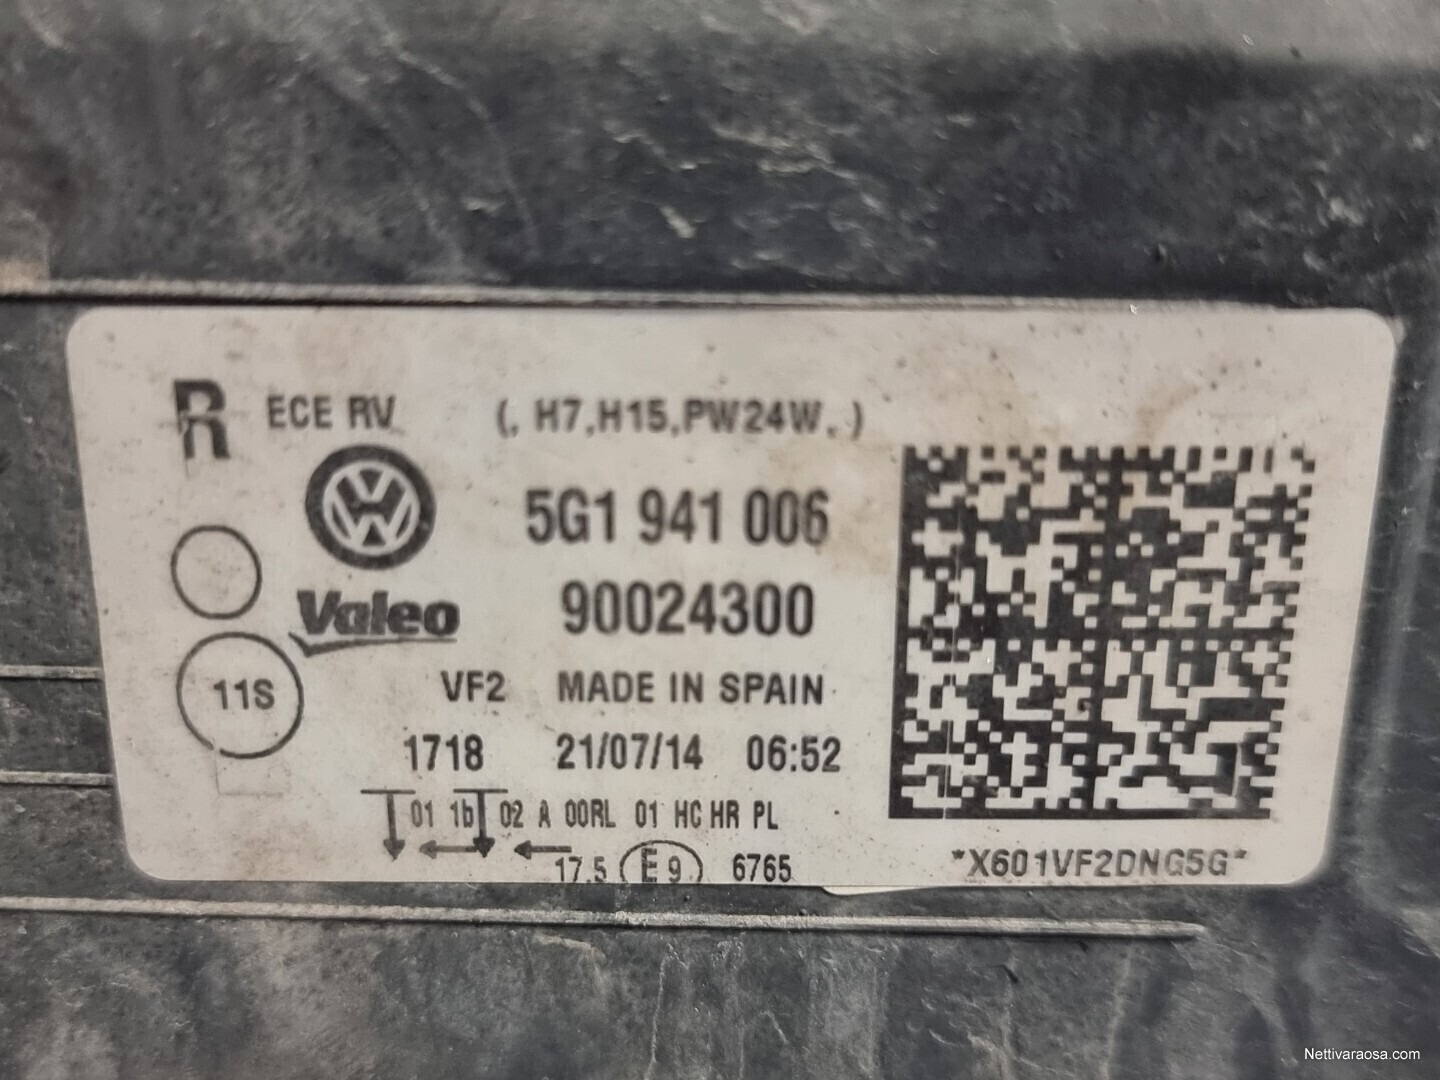 R ECE RV (, H7,H15,PW24W, )
5G1 941 006
Valeo 90024300
11S VF2 MADE IN SPAIN
1718 21/07/14 06:52
01 1b 02 A 00RL 01 HC HR PL
17.5 E9 6765
*X601VF2DNG5G*
Nettivaraosa.com